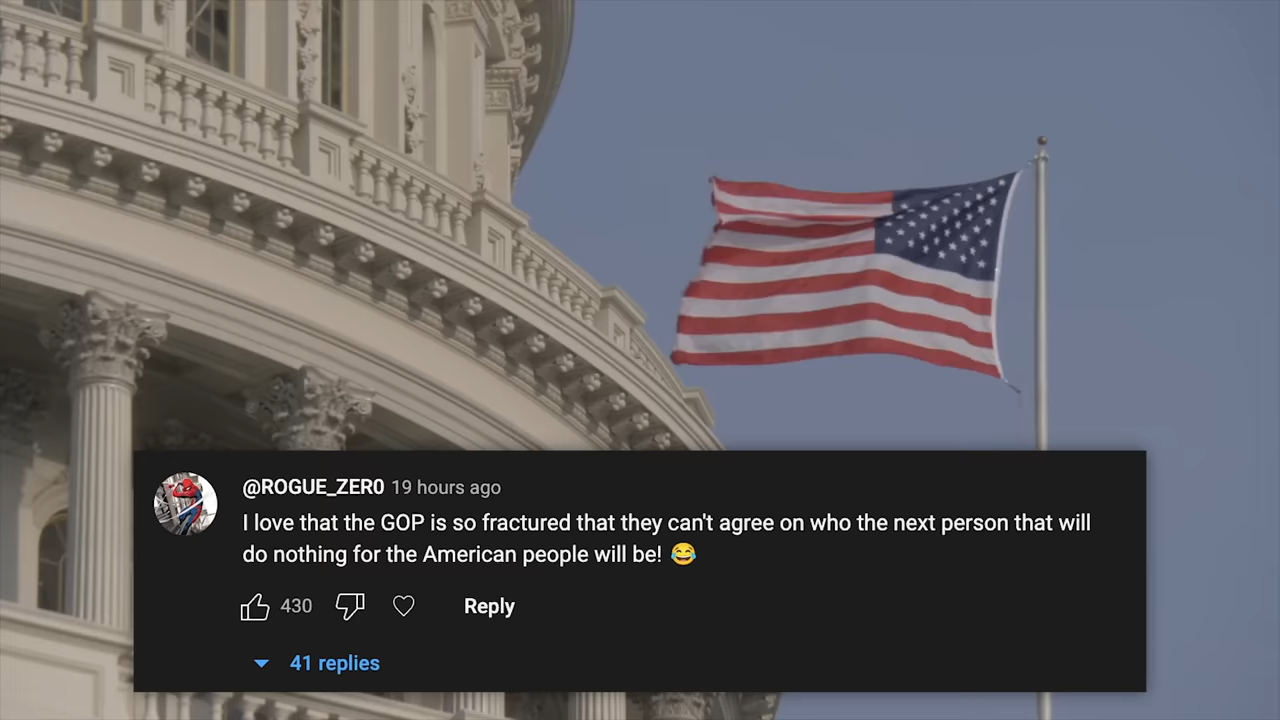 @ROGUE_ZER0 19 hours ago
I love that the GOP is so fractured that they can't agree on who the next person that will
do nothing for the American people will be! 😂
430
Reply
41 replies